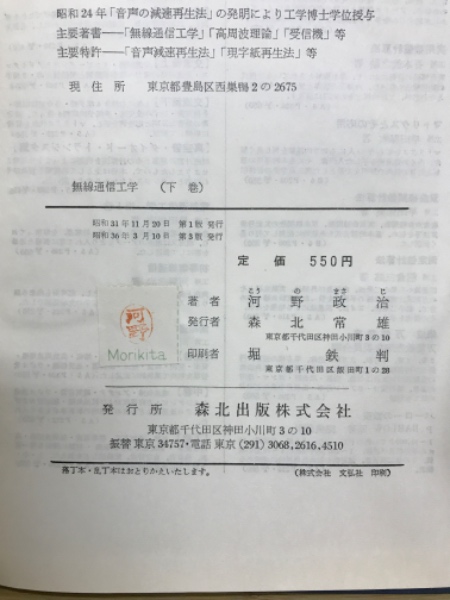 昭和24年「音声の減速再生法」の発明により工学博士学位授与
主要著書――「無線通信工学」「高周波理論」「受信機」等
主要特許――「音声減速再生法」「現字紙再生法」等
現住所 東京都豊島区西巣鴨2の2675
無線通信工学 (下巻)
昭和31年11月20日 第1版 発行
昭和36年3月10日 第5版 発行
定価 550円
こうのまさじ
著者 河野政治
発行者 森北常雄
東京都千代田区神田小川町3の10
印刷者 堀鉄判
東京都千代田区飯田町1の20
河野
Morikita
発行所 森北出版株式会社
東京都千代田区神田小川町3の10
振替東京34757・電話東京(291)3068,2616,4510
落丁本・乱丁本はおとりかえいたします。
(株式会社 文弘社 印刷)